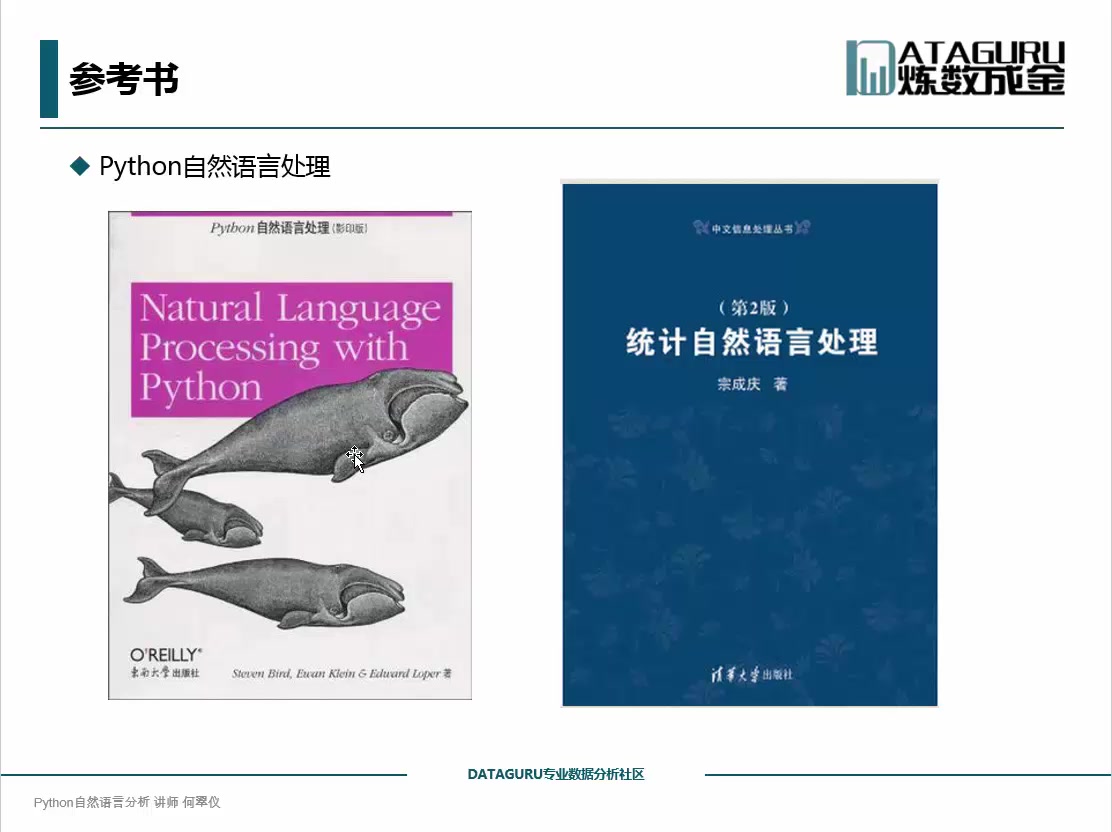 参考书
DATAGURU
炼数成金
Python自然语言处理
Python自然语言处理(影印版)
Natural Language
Processing with
Python
O'REILLY®
东南大学出版社
Steven Bird, Ewan Klein & Edward Loper 著
中文信息处理丛书
（第2版）
统计自然语言处理
宗成庆 著
清华大学出版社
DATAGURU专业数据分析社区
Python自然语言分析 讲师 何翠仪